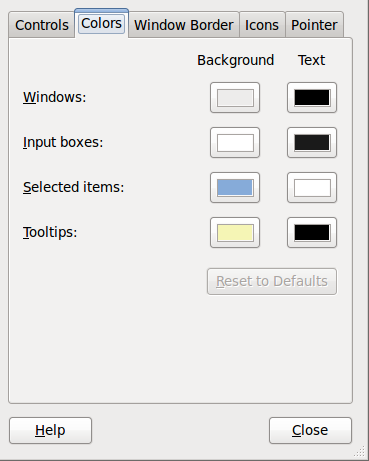 Controls Colors Window Border Icons Pointer
Background Text
Windows:
Input boxes:
Selected items:
Tooltips:
Reset to Defaults
Help Close